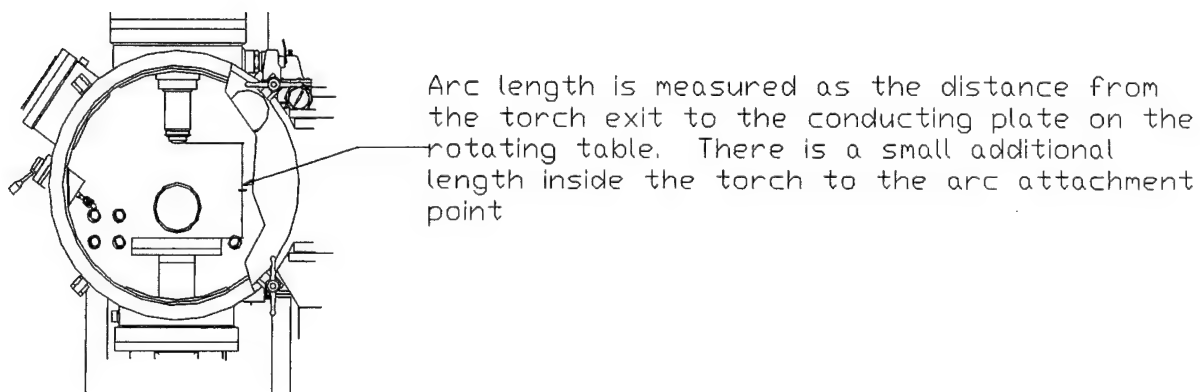 Arc length is measured as the distance from
the torch exit to the conducting plate on the
rotating table. There is a small additional
length inside the torch to the arc attachment
point